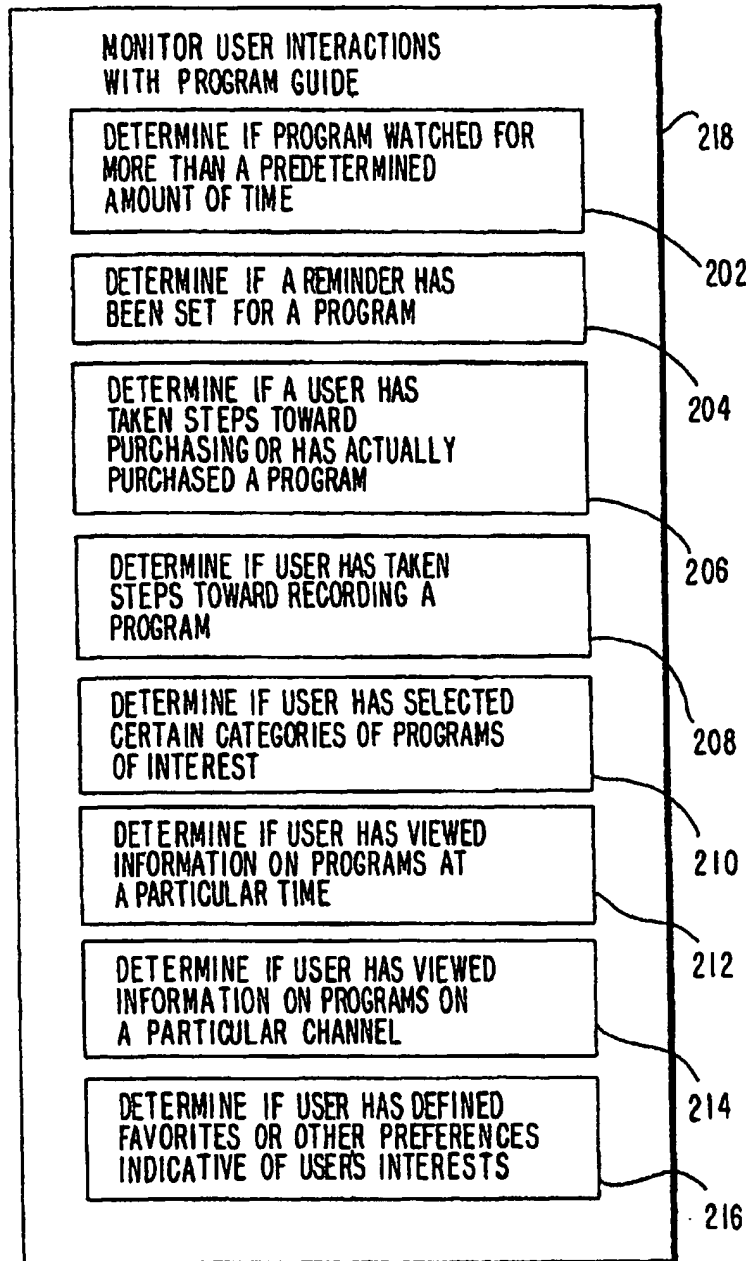 MONITOR USER INTERACTIONS
WITH PROGRAM GUIDE
DETERMINE IF PROGRAM WATCHED FOR
MORE THAN A PREDETERMINED
AMOUNT OF TIME
218
202
DETERMINE IF A REMINDER HAS
BEEN SET FOR A PROGRAM
204
DETERMINE IF A USER HAS
TAKEN STEPS TOWARD
PURCHASING OR HAS ACTUALLY
PURCHASED A PROGRAM
206
DETERMINE IF USER HAS TAKEN
STEPS TOWARD RECORDING A
PROGRAM
208
DETERMINE IF USER HAS SELECTED
CERTAIN CATEGORIES OF PROGRAMS
OF INTEREST
210
DETERMINE IF USER HAS VIEWED
INFORMATION ON PROGRAMS AT
A PARTICULAR TIME
212
DETERMINE IF USER HAS VIEWED
INFORMATION ON PROGRAMS ON
A PARTICULAR CHANNEL
214
DETERMINE IF USER HAS DEFINED
FAVORITES OR OTHER PREFERENCES
INDICATIVE OF USERS INTERESTS
216